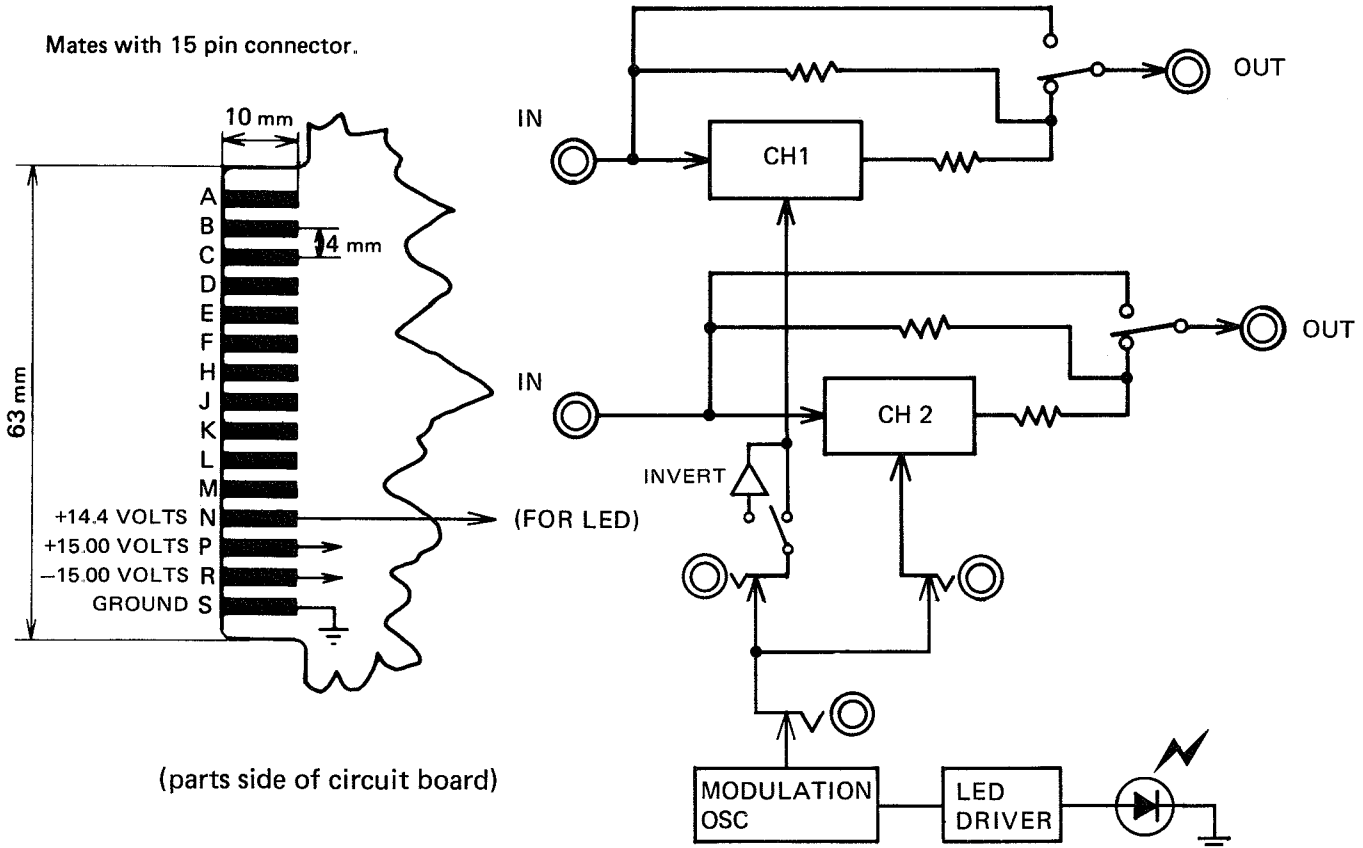 Mates with 15 pin connector.
10 mm
A
B
C
4 mm
D
E
F
H
J
K
L
M
+14.4 VOLTS N
(FOR LED)
+15.00 VOLTS P
−15.00 VOLTS R
GROUND S
63 mm
(parts side of circuit board)
OUT
IN
CH1
OUT
IN
CH 2
INVERT
MODULATION
OSC
LED
DRIVER